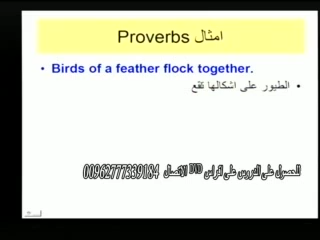 Proverbs امثال
• Birds of a feather flock together.
• الطيور على اشكالها تقع
للحصول على الدروس على اقراص DVD الاتصال 00962777339184